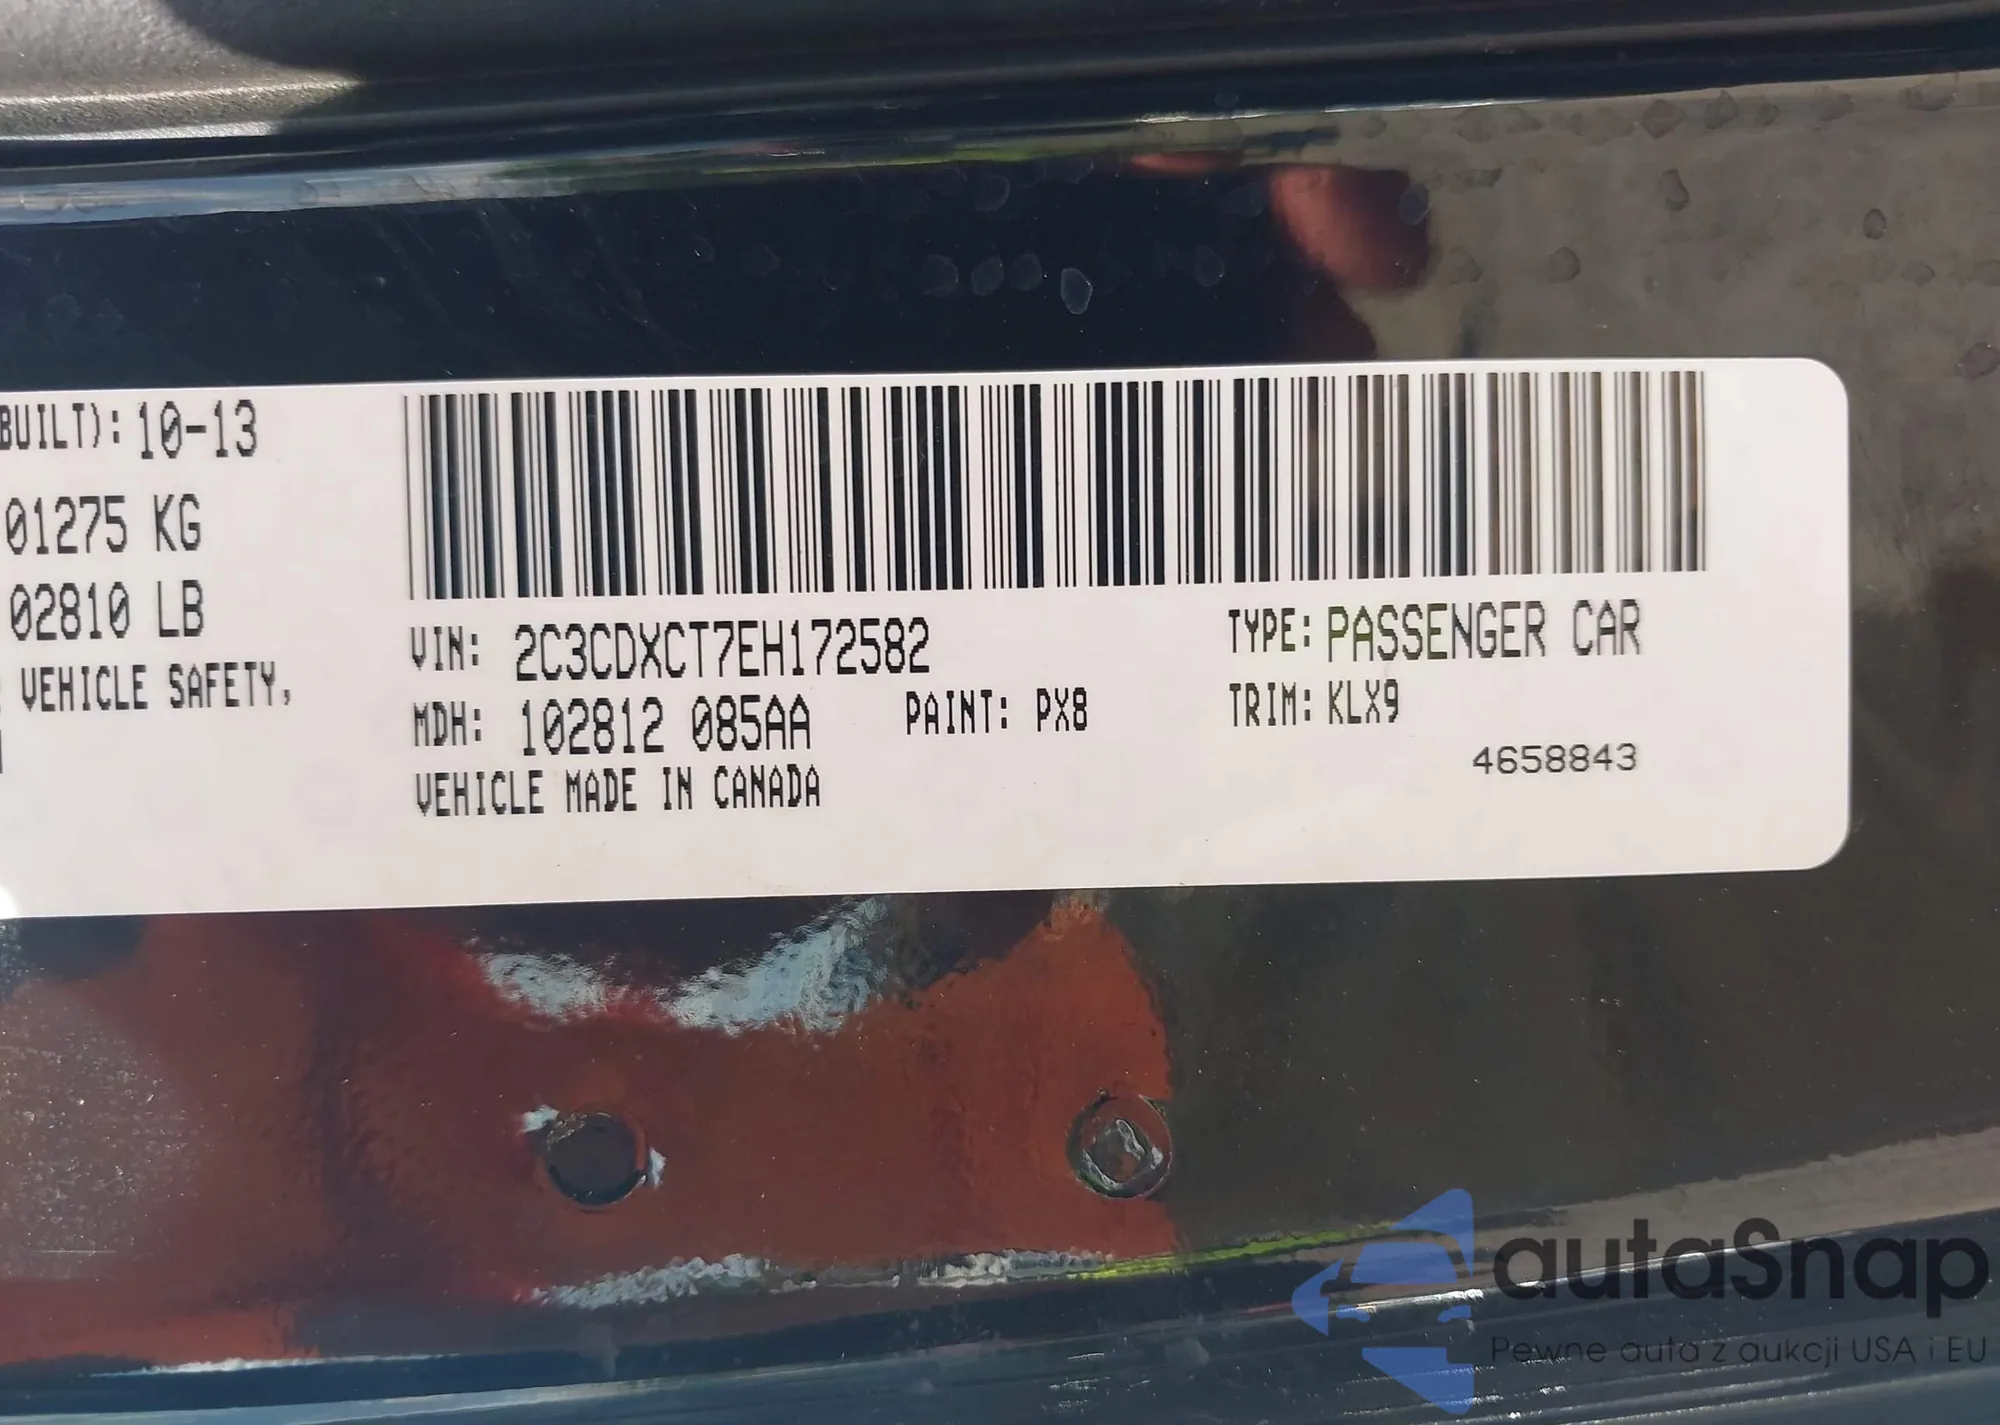 BUILT): 10-13
01275 KG
02810 LB
VEHICLE SAFETY,
VIN: 2C3CDXCT7EH172582
TYPE: PASSENGER CAR
MDH: 102812 085AA
PAINT: PX8
TRIM: KLX9
VEHICLE MADE IN CANADA
4658843
autaSnap
Pewne auta z aukcji USA i EU